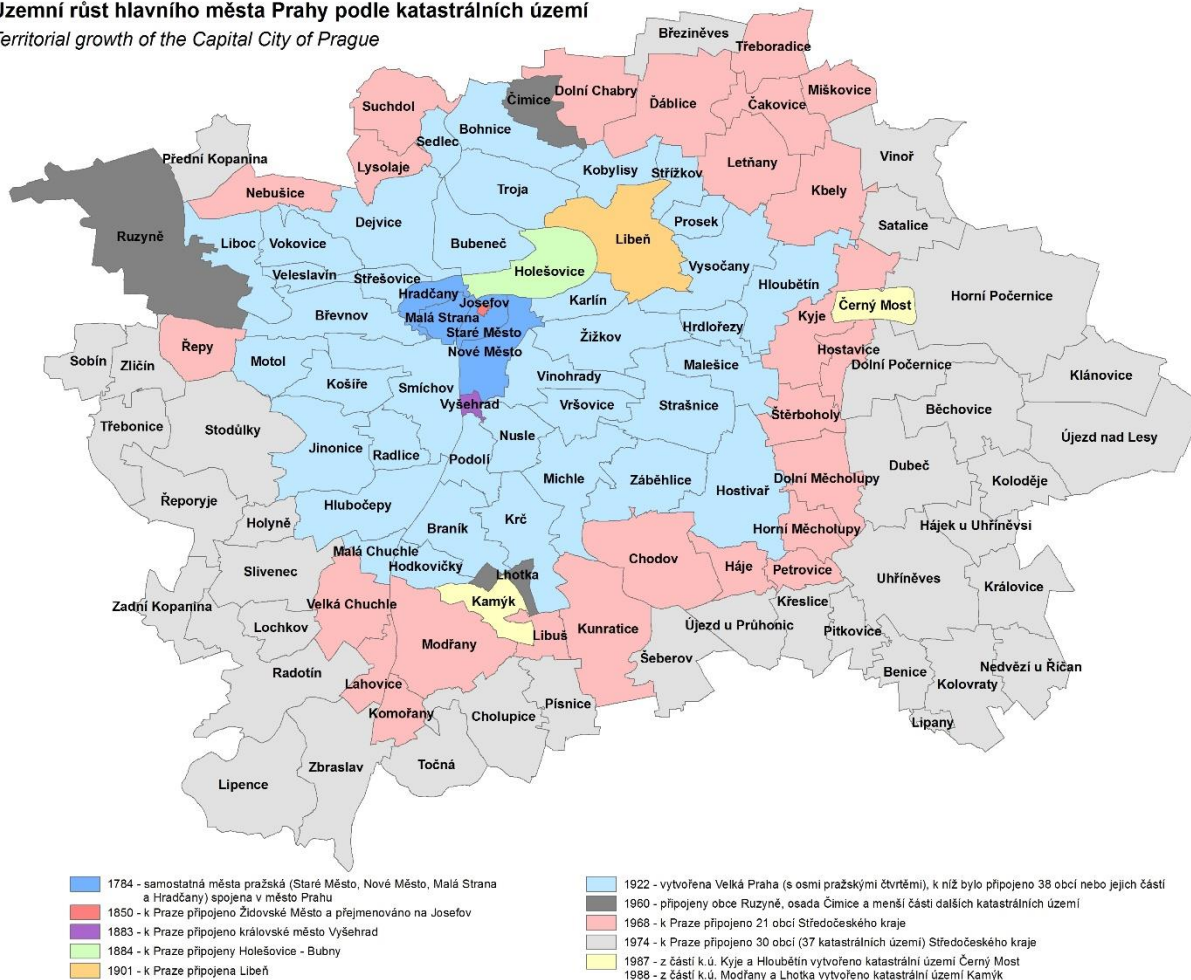 Územní růst hlavního města Prahy podle katastrálních území
Territorial growth of the Capital City of Prague
Březiněves
Třeboradice
Dolní Chabry
Ďáblice
Čakovice
Miškovice
Čimice
Suchdol
Bohnice
Sedlec
Lysolaje
Přední Kopanina
Nebušice
Troja
Kobylisy
Střížkov
Letňany
Kbely
Vinoř
Satalice
Ruzyně
Liboc
Vokovice
Dejvice
Bubeneč
Libeň
Prosek
Vysočany
Holešovice
Veleslavín
Střešovice
Hradčany
Josefov
Karlín
Hloubětín
Horní Počernice
Černý Most
Břevnov
Malá Strana
Staré Město
Žižkov
Hrdlořezy
Kyje
Hostavice
Nové Město
Řepy
Sobín
Zličín
Motol
Malešice
Dolní Počernice
Klánovice
Košíře
Smíchov
Vinohrady
Vyšehrad
Vršovice
Strašnice
Štěrboholy
Běchovice
Třebonice
Stodůlky
Nusle
Újezd nad Lesy
Jinonice
Radlice
Podolí
Michle
Záběhlice
Hostivař
Dolní Měcholupy
Dubeč
Koloděje
Řeporyje
Hlubočepy
Holyně
Braník
Krč
Horní Měcholupy
Hájek u Uhříněvsi
Malá Chuchle
Hodkovičky
Lhotka
Chodov
Háje
Petrovice
Slivenec
Uhříněves
Královice
Zadní Kopanina
Velká Chuchle
Kamýk
Křeslice
Lochkov
Modřany
Libuš
Kunratice
Újezd u Průhonic
Pitkovice
Šeberov
Radotín
Benice
Nedvězí u Říčan
Kolovraty
Lahovice
Komořany
Cholupice
Písnice
Lipany
Zbraslav
Točná
Lipence
1784 - samostatná města pražská (Staré Město, Nové Město, Malá Strana
a Hradčany) spojena v město Prahu
1850 - k Praze připojeno Židovské Město a přejmenováno na Josefov
1883 - k Praze připojeno královské město Vyšehrad
1884 - k Praze připojeny Holešovice - Bubny
1901 - k Praze připojena Libeň
1922 - vytvořena Velká Praha (s osmi pražskými čtvrtěmi), k níž bylo připojeno 38 obcí nebo jejich částí
1960 - připojeny obce Ruzyně, osada Čimice a menší části dalších katastrálních území
1968 - k Praze připojeno 21 obcí Středočeského kraje
1974 - k Praze připojeno 30 obcí (37 katastrálních území) Středočeského kraje
1987 - z částí k.ú. Kyje a Hloubětín vytvořeno katastrální území Černý Most
1988 - z částí k.ú. Modřany a Lhotka vytvořeno katastrální území Kamýk